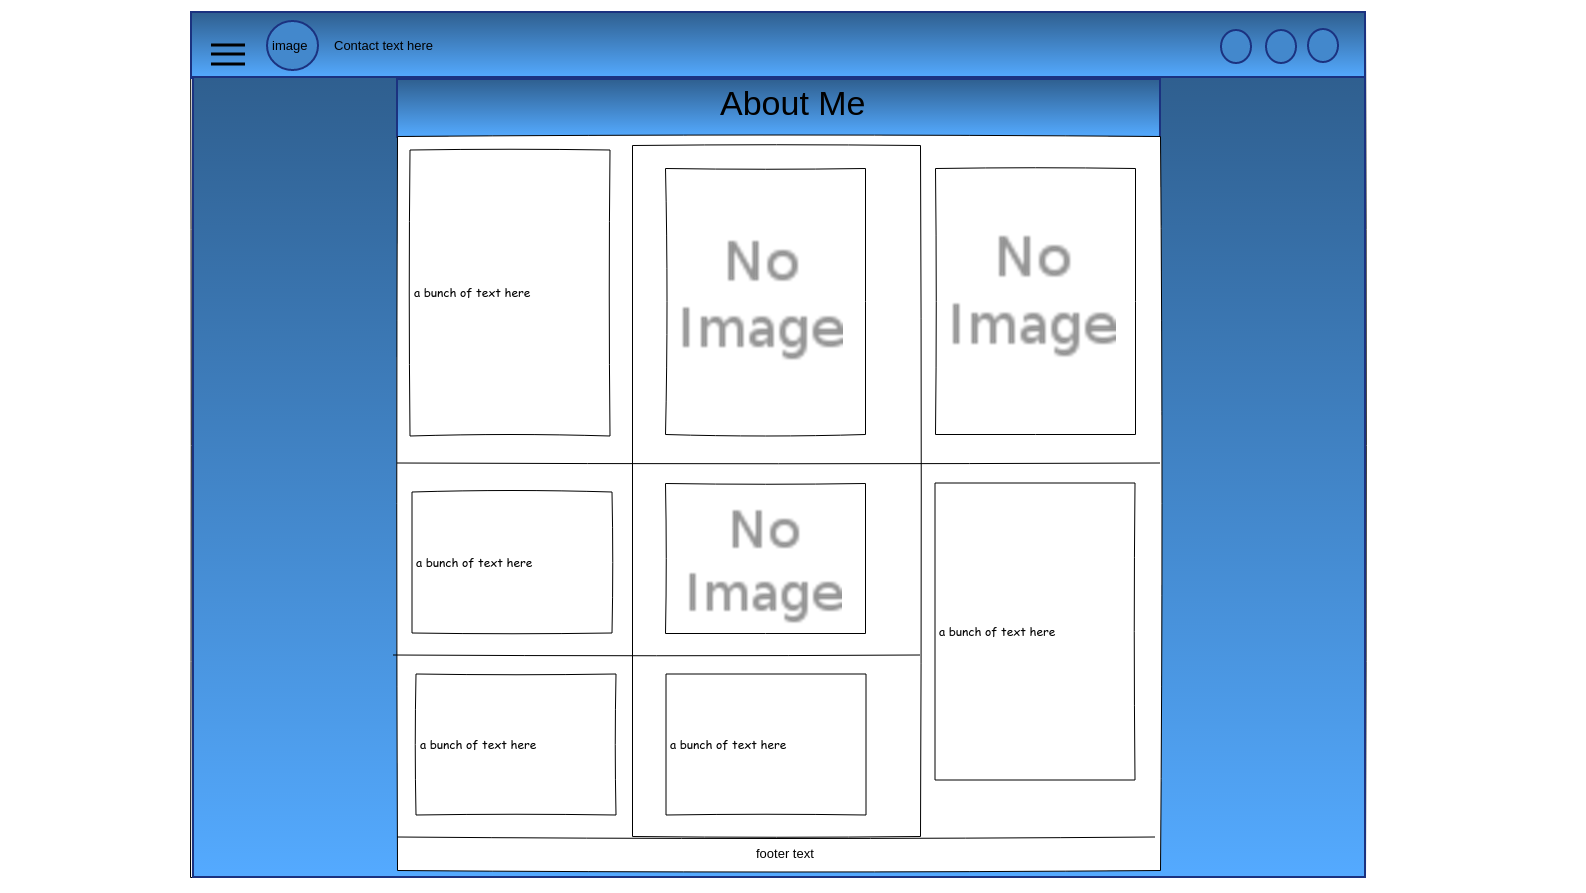 image
Contact text here
About Me
a bunch of text here
No
Image
No
Image
a bunch of text here
No
Image
a bunch of text here
a bunch of text here
a bunch of text here
footer text